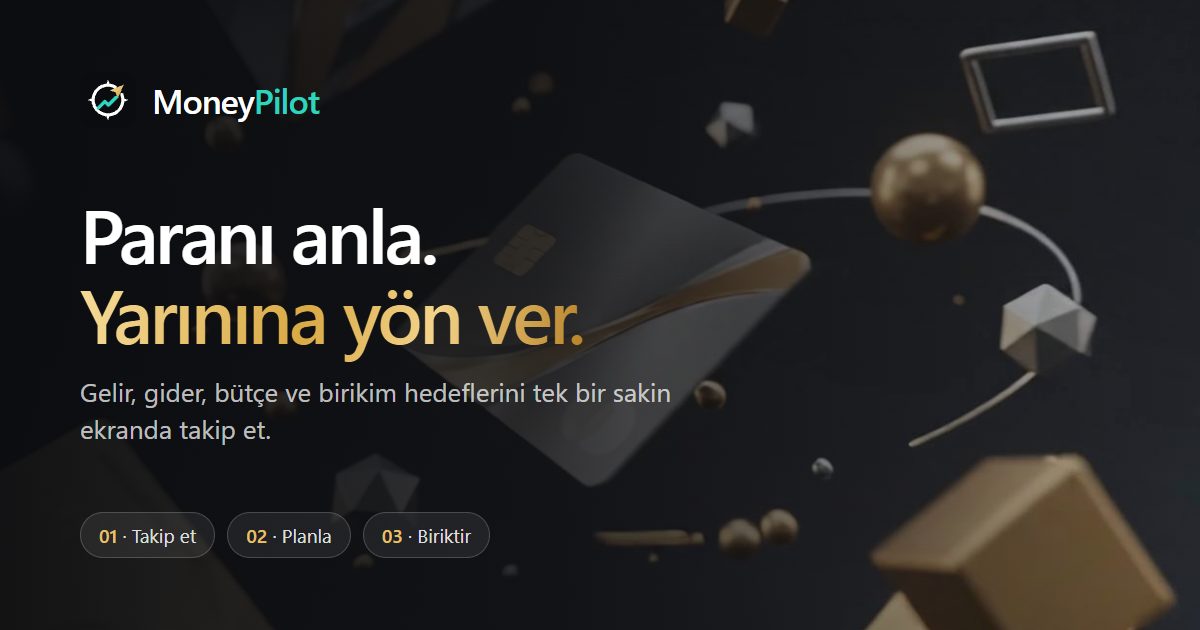 MoneyPilot
Paranı anla.
Yarınına yön ver.
Gelir, gider, bütçe ve birikim hedeflerini tek bir sakin
ekranda takip et.
01 · Takip et
02 · Planla
03 · Biriktir